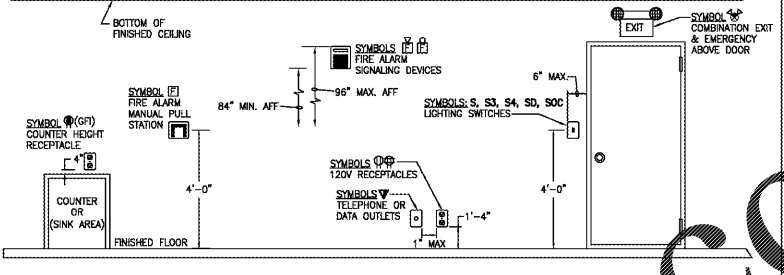 BOTTOM OF
FINISHED CEILING
SYMBOL (GFI)
COUNTER HEIGHT
RECEPTACLE
4"
COUNTER
OR
(SINK AREA)
FINISHED FLOOR
SYMBOL F
FIRE ALARM
MANUAL PULL
STATION
4'-0"
84" MIN. AFF
96" MAX. AFF
SYMBOLS F F
FIRE ALARM
SIGNALING DEVICES
SYMBOLS
120V RECEPTACLES
SYMBOLS
TELEPHONE OR
DATA OUTLETS
1" MAX
1'-4"
6" MAX.
SYMBOLS: S, S3, S4, SD, SOC
LIGHTING SWITCHES
4'-0"
EXIT
SYMBOL
COMBINATION EXIT
& EMERGENCY
ABOVE DOOR